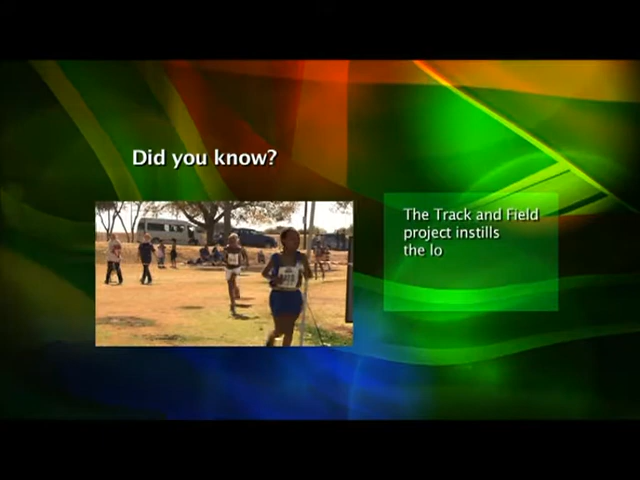 Did you know?
The Track and Field
project instills
the lo